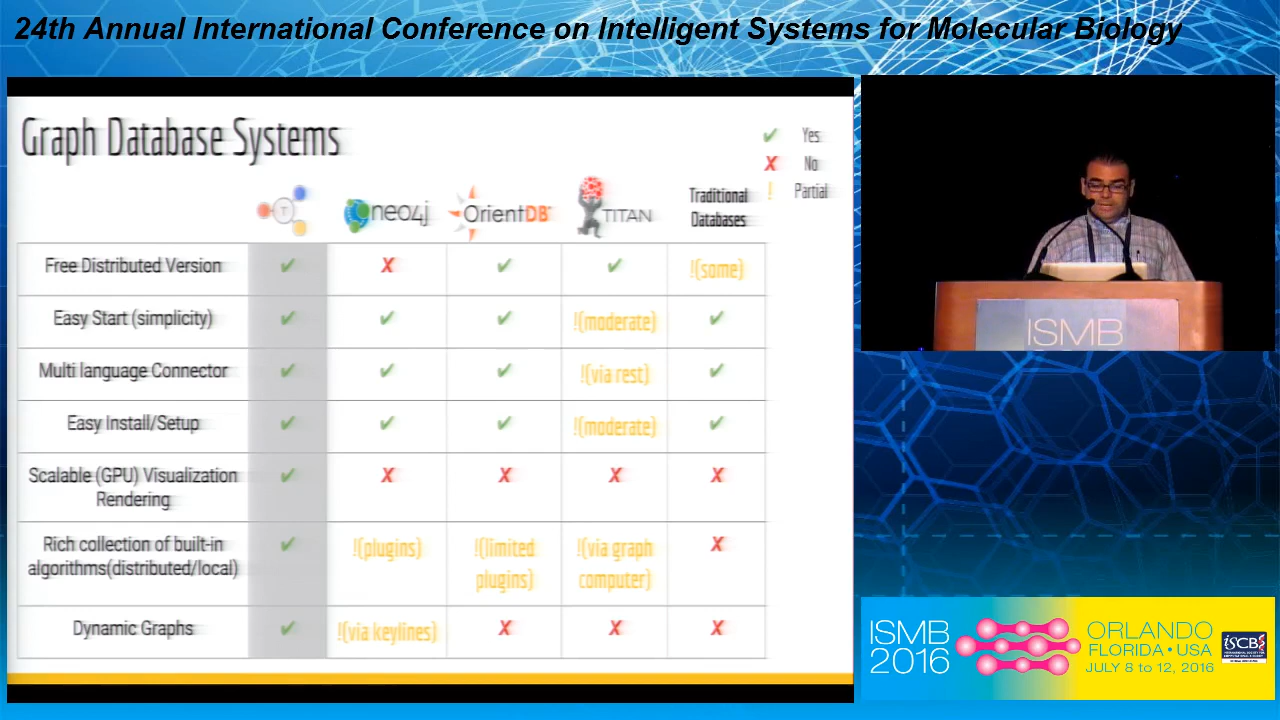 24th Annual International Conference on Intelligent Systems for Molecular Biology
Graph Database Systems
✓ Yes
✗ No
! Partial
T
neo4j
OrientDB
TITAN
Traditional
Databases
Free Distributed Version ✓ ✗ ✓ ✓ !(some)
Easy Start (simplicity) ✓ ✓ ✓ !(moderate) ✓
Multi language Connector ✓ ✓ ✓ !(via rest) ✓
Easy Install/Setup ✓ ✓ ✓ !(moderate) ✓
Scalable (GPU) Visualization
Rendering ✓ ✗ ✗ ✗ ✗
Rich collection of built-in
algorithms(distributed/local) ✓ !(plugins) !(limited
plugins) !(via graph
computer) ✗
Dynamic Graphs ✓ !(via keylines) ✗ ✗ ✗
ISMB
ISMB
2016
ORLANDO
FLORIDA • USA
JULY 8 to 12, 2016
ISCB